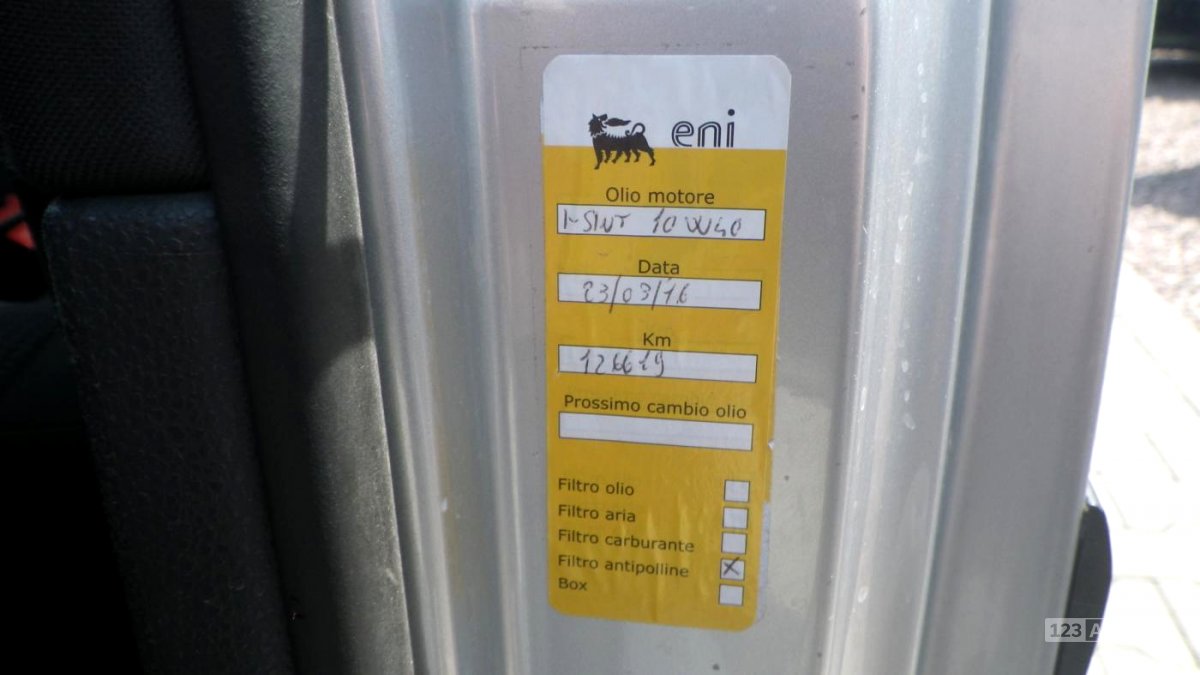 eni
Olio motore
I-SINT 10W40
Data
23/03/16
Km
126619
Prossimo cambio olio
Filtro olio
Filtro aria
Filtro carburante
Filtro antipolline
X
Box
123